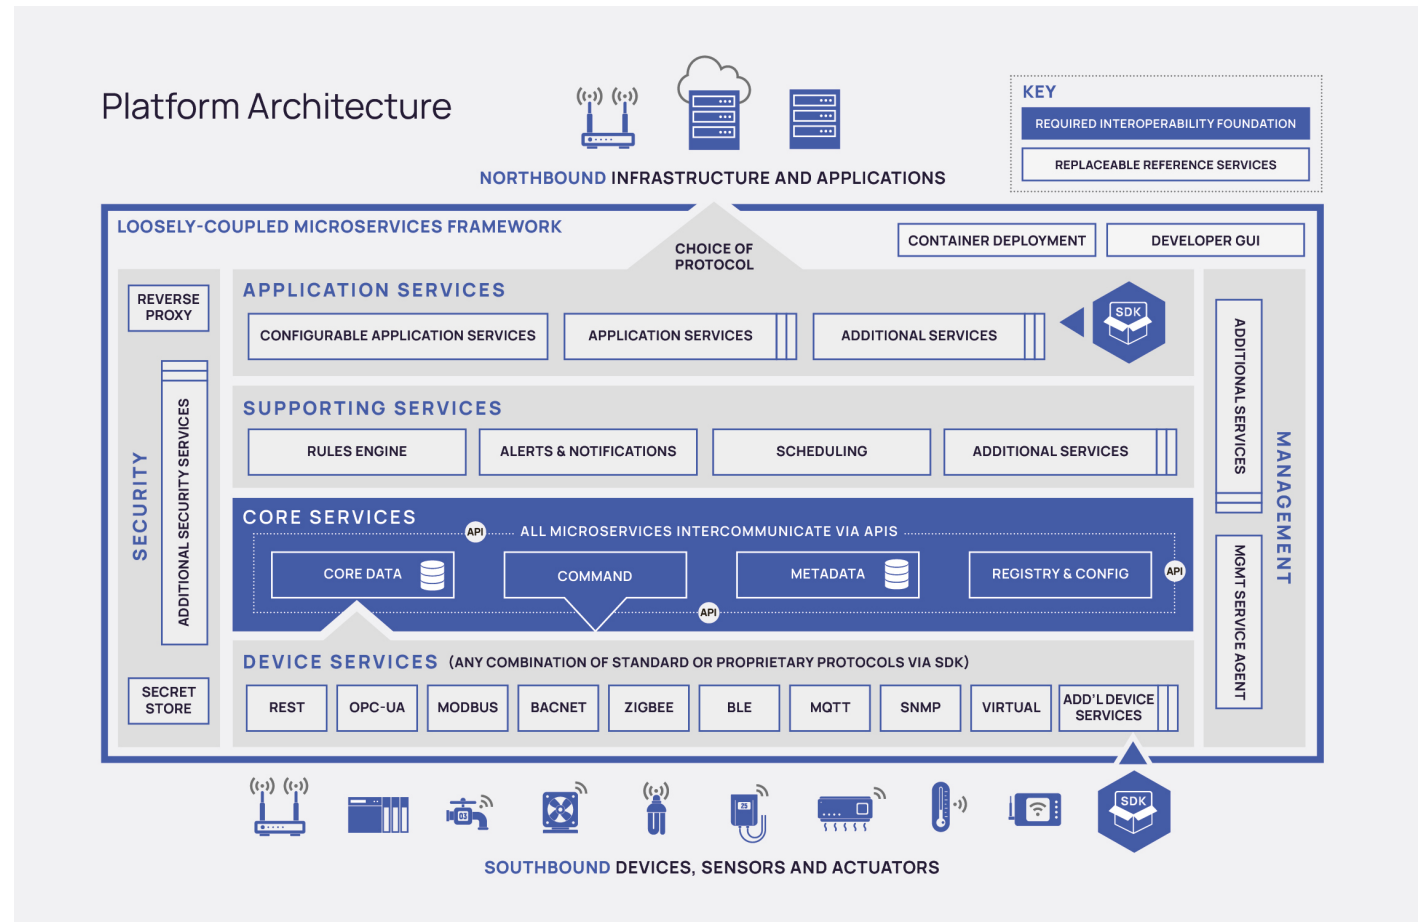 Platform Architecture
KEY
REQUIRED INTEROPERABILITY FOUNDATION
REPLACEABLE REFERENCE SERVICES
NORTHBOUND INFRASTRUCTURE AND APPLICATIONS
LOOSELY-COUPLED MICROSERVICES FRAMEWORK
CHOICE OF
PROTOCOL
CONTAINER DEPLOYMENT
DEVELOPER GUI
REVERSE
PROXY
ADDITIONAL SECURITY SERVICES
SECURITY
SECRET
STORE
APPLICATION SERVICES
CONFIGURABLE APPLICATION SERVICES
APPLICATION SERVICES
ADDITIONAL SERVICES
SDK
SUPPORTING SERVICES
RULES ENGINE
ALERTS & NOTIFICATIONS
SCHEDULING
ADDITIONAL SERVICES
CORE SERVICES
API
ALL MICROSERVICES INTERCOMMUNICATE VIA APIS
CORE DATA
COMMAND
METADATA
REGISTRY & CONFIG
API
API
DEVICE SERVICES (ANY COMBINATION OF STANDARD OR PROPRIETARY PROTOCOLS VIA SDK)
REST
OPC-UA
MODBUS
BACNET
ZIGBEE
BLE
MQTT
SNMP
VIRTUAL
ADD'L DEVICE
SERVICES
ADDITIONAL SERVICES
MANAGEMENT
MGMT SERVICE AGENT
SDK
SOUTHBOUND DEVICES, SENSORS AND ACTUATORS